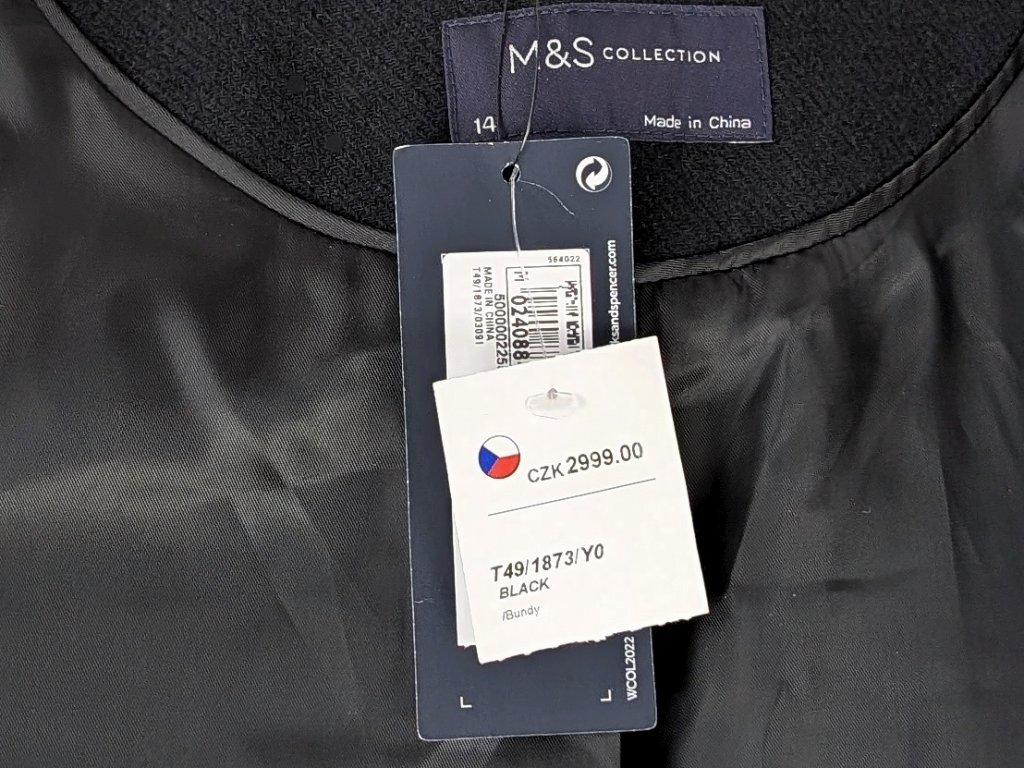 M&S COLLECTION
14
Made in China
564022
MADE IN CHINA
T49/1873/03091
CZK 2999.00
T49/1873/Y0
BLACK
/Bundy
WCOL2022